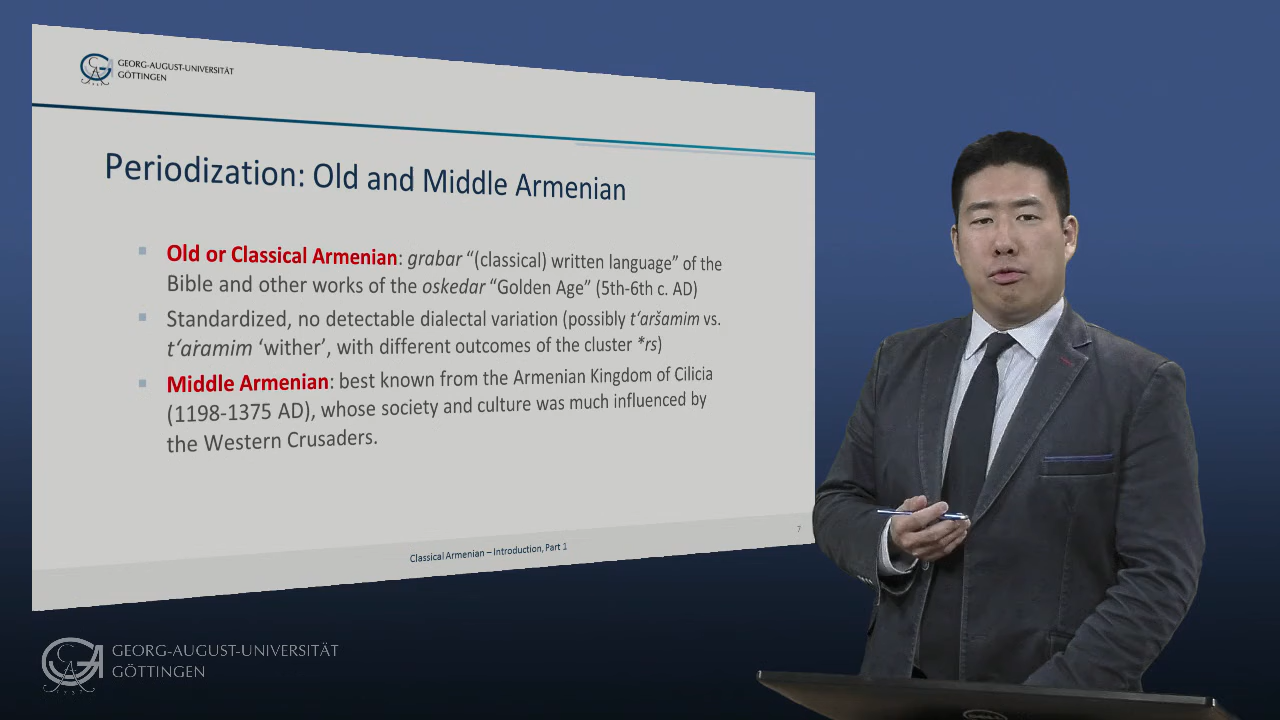 GEORG-AUGUST-UNIVERSITÄT
GÖTTINGEN
Periodization: Old and Middle Armenian
Old or Classical Armenian: grabar “(classical) written language” of the
Bible and other works of the oskedar “Golden Age” (5th-6th c. AD)
Standardized, no detectable dialectal variation (possibly tʻaršamim vs.
tʻaṙamim ‘wither’, with different outcomes of the cluster *rs)
Middle Armenian: best known from the Armenian Kingdom of Cilicia
(1198-1375 AD), whose society and culture was much influenced by
the Western Crusaders.
7
Classical Armenian – Introduction, Part 1
GEORG-AUGUST-UNIVERSITÄT
GÖTTINGEN